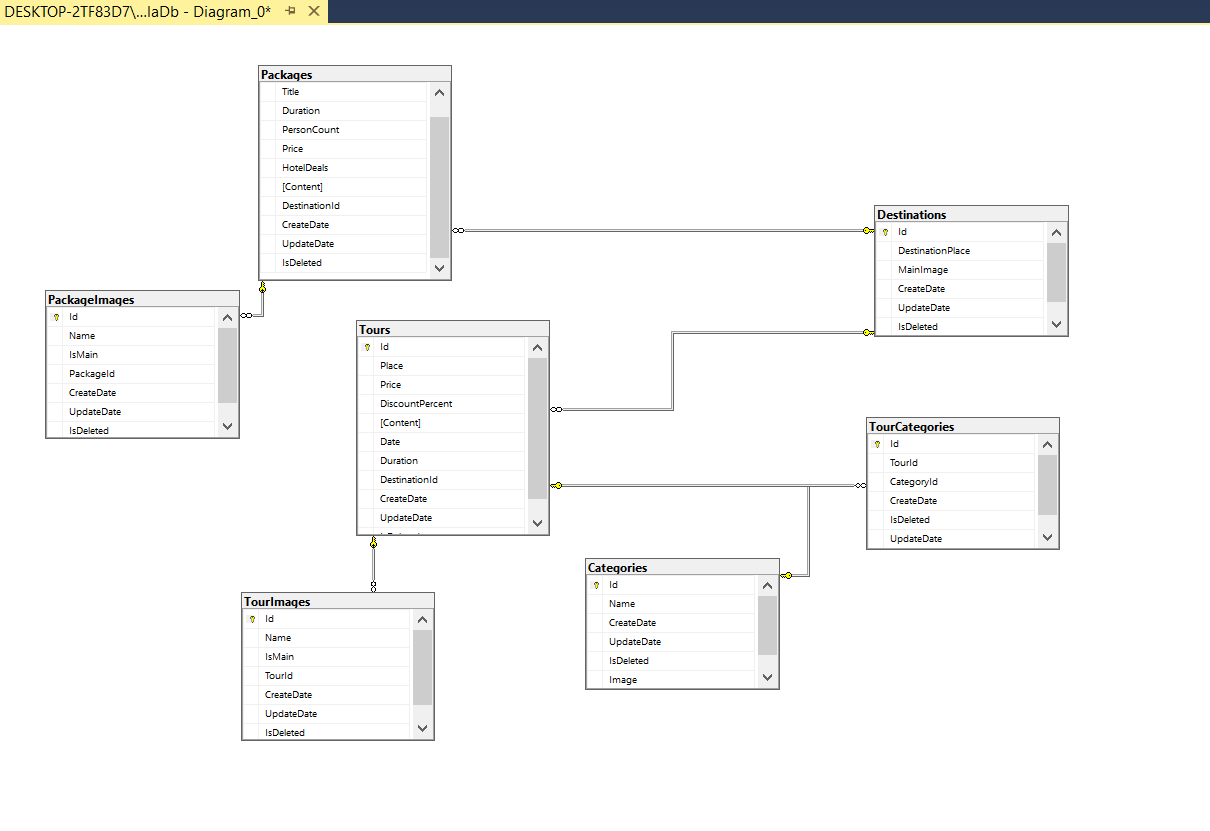 DESKTOP-2TF83D7\...laDb - Diagram_0*
Packages
Title
Duration
PersonCount
Price
HotelDeals
[Content]
DestinationId
CreateDate
UpdateDate
IsDeleted
Destinations
Id
DestinationPlace
MainImage
CreateDate
UpdateDate
IsDeleted
PackageImages
Id
Name
IsMain
PackageId
CreateDate
UpdateDate
IsDeleted
Tours
Id
Place
Price
DiscountPercent
[Content]
Date
Duration
DestinationId
CreateDate
UpdateDate
TourCategories
Id
TourId
CategoryId
CreateDate
IsDeleted
UpdateDate
Categories
Id
Name
CreateDate
UpdateDate
IsDeleted
Image
TourImages
Id
Name
IsMain
TourId
CreateDate
UpdateDate
IsDeleted